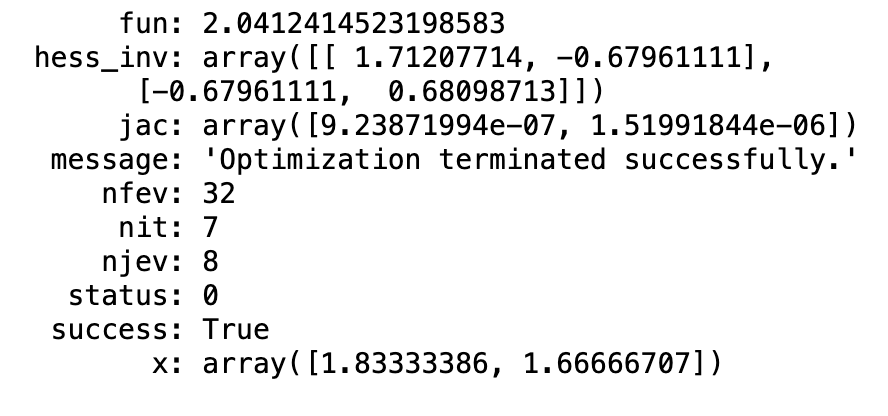 fun: 2.0412414523198583
hess_inv: array([[ 1.71207714, -0.67961111],
[-0.67961111,  0.68098713]])
jac: array([9.23871994e-07, 1.51991844e-06])
message: 'Optimization terminated successfully.'
nfev: 32
nit: 7
njev: 8
status: 0
success: True
x: array([1.83333386, 1.66666707])